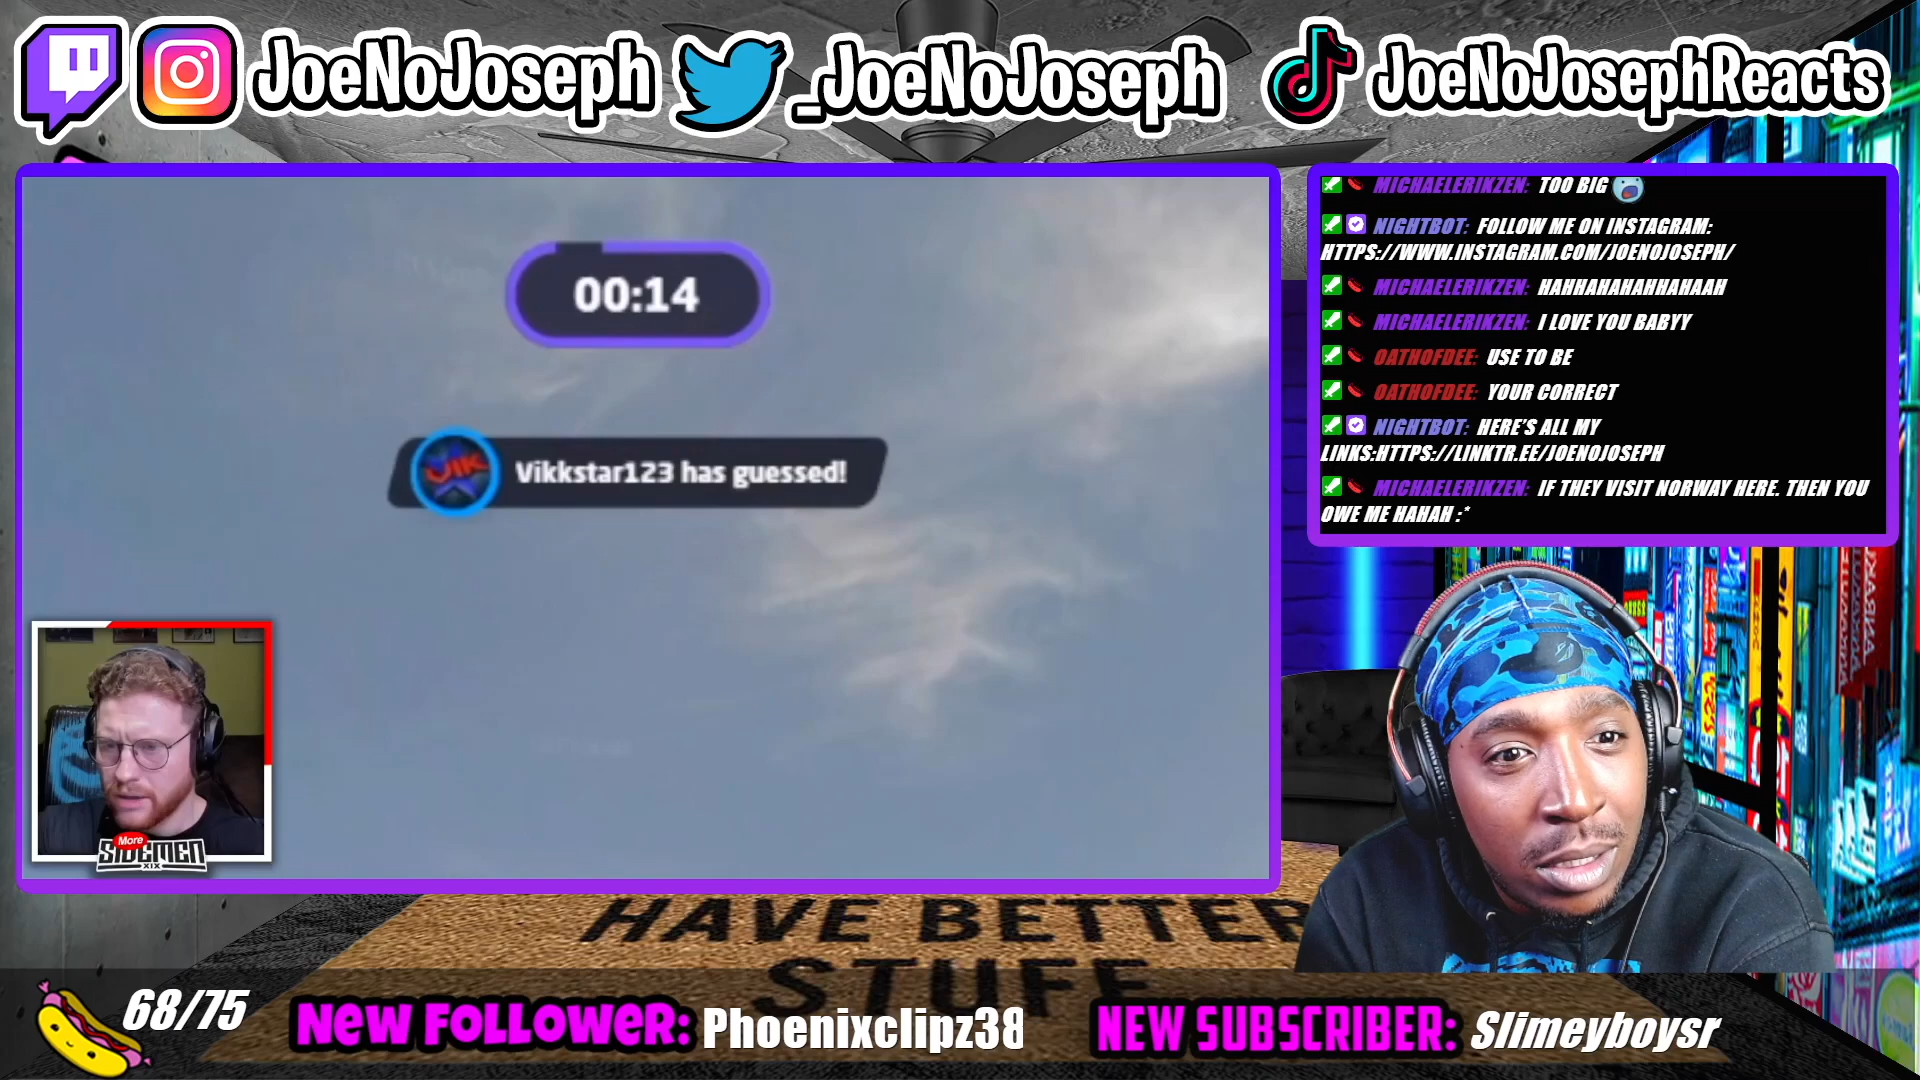 JoeNoJoseph
_JoeNoJoseph
JoeNoJosephReacts
00:14
VIK
Vikkstar123 has guessed!
More
SIDEMEN
XIX
MICHAELERIKZEN: TOO BIG
NIGHTBOT: FOLLOW ME ON INSTAGRAM:
HTTPS://WWW.INSTAGRAM.COM/JOENOJOSEPH/
MICHAELERIKZEN: HAHHAHAHAHHAHAAH
MICHAELERIKZEN: I LOVE YOU BABYY
OATHOFDEE: USE TO BE
OATHOFDEE: YOUR CORRECT
NIGHTBOT: HERE'S ALL MY
LINKS:HTTPS://LINKTR.EE/JOENOJOSEPH
MICHAELERIKZEN: IF THEY VISIT NORWAY HERE. THEN YOU
OWE ME HAHAH :*
HAVE BETTER
STUFF
68/75
NEW FOLLOWER: Phoenixclipz38
NEW SUBSCRIBER: Slimeyboysr